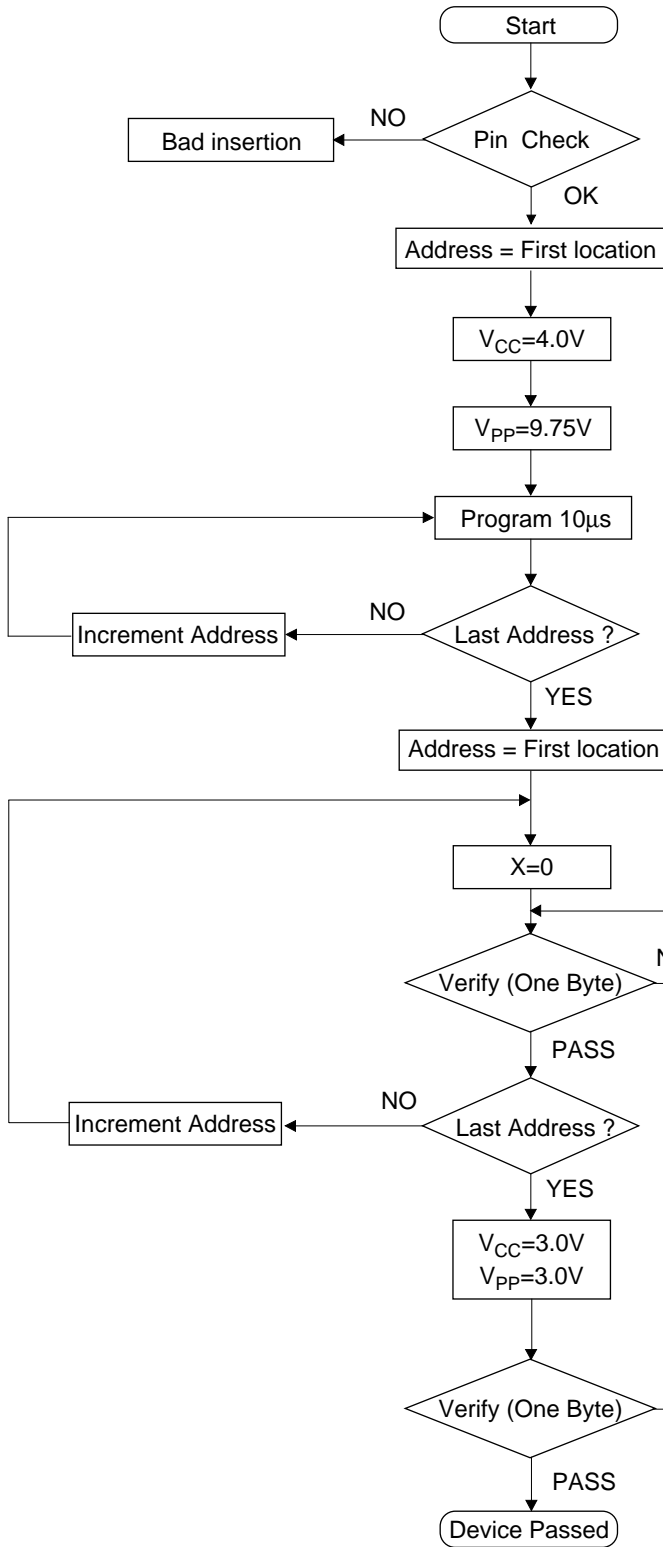 Start
NO
Pin Check
Bad insertion
OK
Address = First location
VCC=4.0V
VPP=9.75V
Program 10µs
NO
Increment Address
Last Address ?
YES
Address = First location
X=0
Verify (One Byte)
PASS
NO
Increment Address
Last Address ?
YES
VCC=3.0V
VPP=3.0V
Verify (One Byte)
PASS
Device Passed